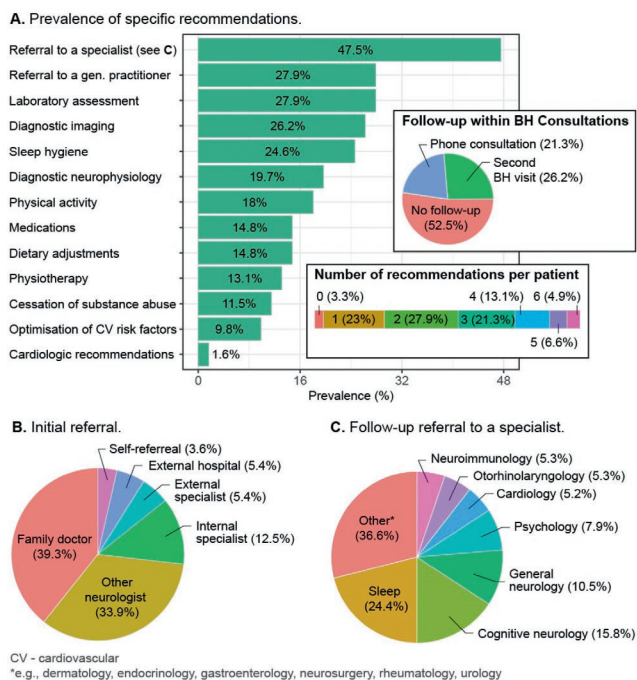 A. Prevalence of specific recommendations.
Referral to a specialist (see C)
47.5%
Referral to a gen. practitioner
27.9%
Laboratory assessment
27.9%
Diagnostic imaging
26.2%
Sleep hygiene
24.6%
Diagnostic neurophysiology
19.7%
Physical activity
18%
Medications
14.8%
Dietary adjustments
14.8%
Physiotherapy
13.1%
Cessation of substance abuse
11.5%
Optimisation of CV risk factors
9.8%
Cardiologic recommendations
1.6%
0
16
32
48
Prevalence (%)
Follow-up within BH Consultations
Phone consultation (21.3%)
Second
BH visit (26.2%)
No follow-up
(52.5%)
Number of recommendations per patient
0 (3.3%)
4 (13.1%)
6 (4.9%)
1 (23%)
2 (27.9%)
3 (21.3%)
5 (6.6%)
B. Initial referral.
Self-referreal (3.6%)
External hospital (5.4%)
External
specialist (5.4%)
Internal
specialist (12.5%)
Family doctor
(39.3%)
Other
neurologist
(33.9%)
C. Follow-up referral to a specialist.
Neuroimmunology (5.3%)
Otorhinolaryngology (5.3%)
Cardiology (5.2%)
Psychology (7.9%)
General
neurology (10.5%)
Cognitive neurology (15.8%)
Other*
(36.6%)
Sleep
(24.4%)
CV - cardiovascular
*e.g., dermatology, endocrinology, gastroenterology, neurosurgery, rheumatology, urology